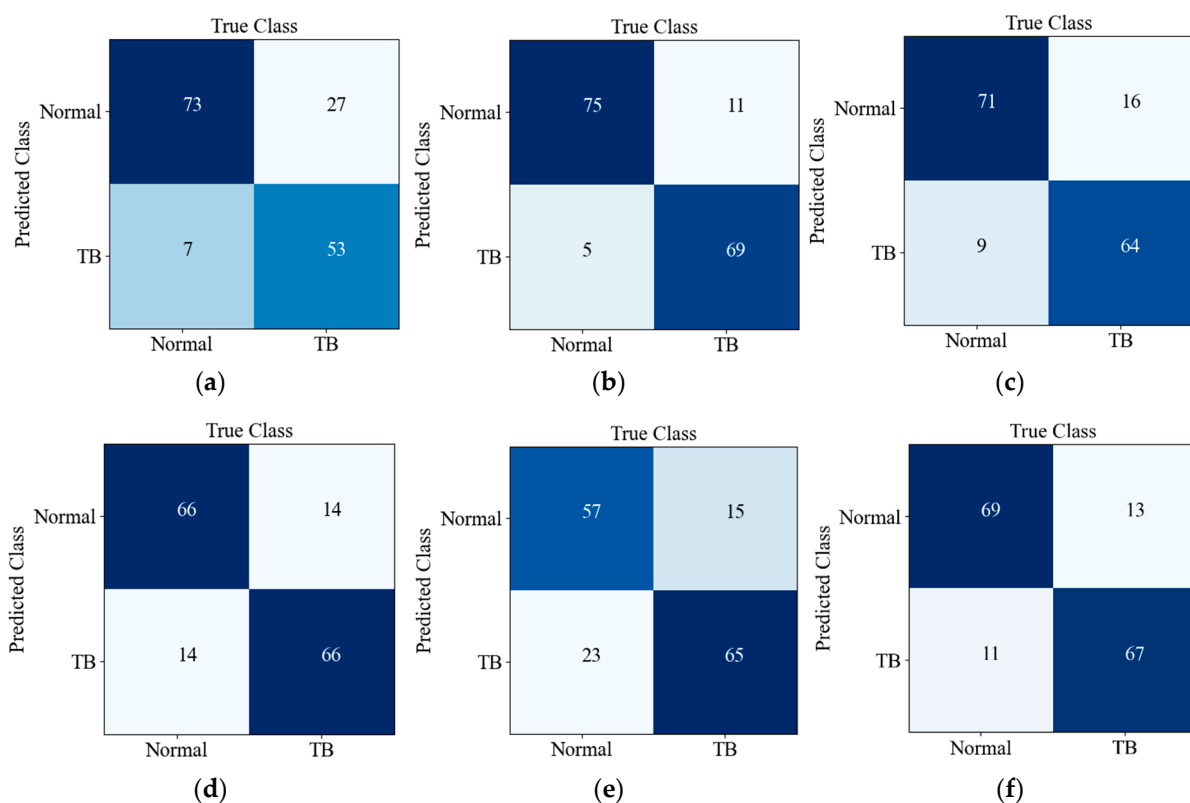 True Class
Predicted Class
Normal
73
27
TB
7
53
Normal
TB
(a)
True Class
Predicted Class
Normal
75
11
TB
5
69
Normal
TB
(b)
True Class
Predicted Class
Normal
71
16
TB
9
64
Normal
TB
(c)
True Class
Predicted Class
Normal
66
14
TB
14
66
Normal
TB
(d)
True Class
Predicted Class
Normal
57
15
TB
23
65
Normal
TB
(e)
True Class
Predicted Class
Normal
69
13
TB
11
67
Normal
TB
(f)